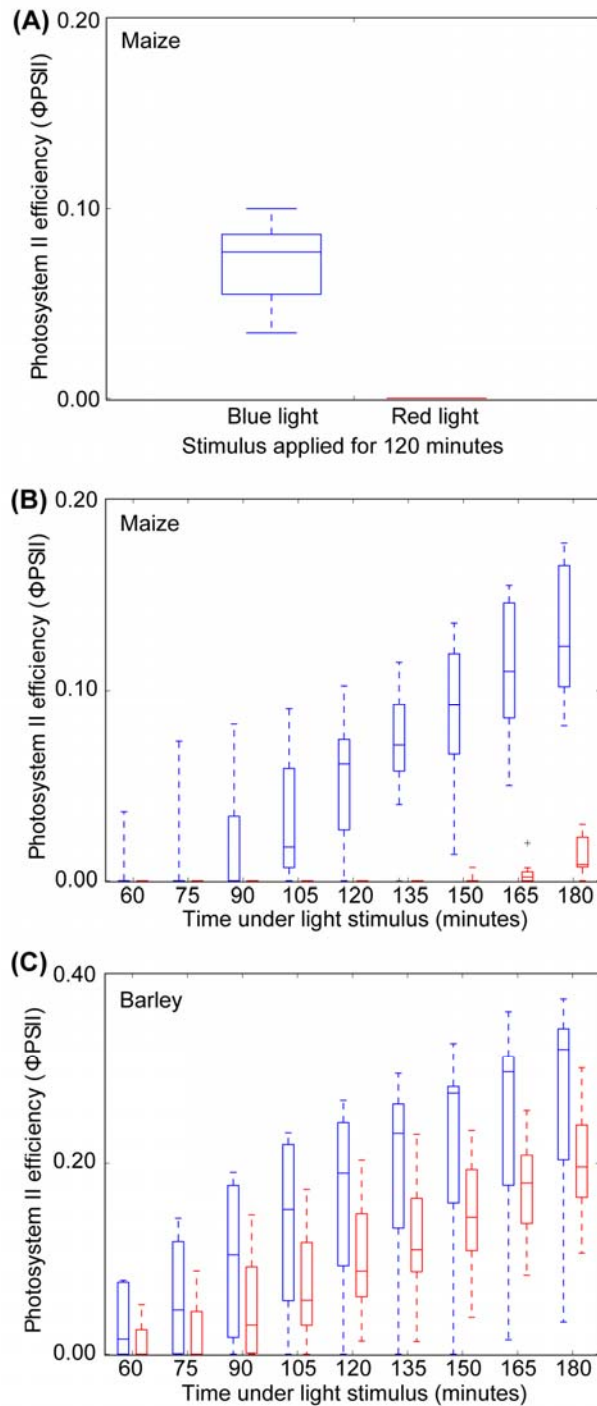 (A)
Maize
Photosystem II efficiency (ΦPSII)
0.20
0.10
0.00
Blue light Red light
Stimulus applied for 120 minutes
(B)
Maize
Photosystem II efficiency (ΦPSII)
0.20
0.10
0.00
60 75 90 105 120 135 150 165 180
Time under light stimulus (minutes)
(C)
Barley
Photosystem II efficiency (ΦPSII)
0.40
0.20
0.00
60 75 90 105 120 135 150 165 180
Time under light stimulus (minutes)